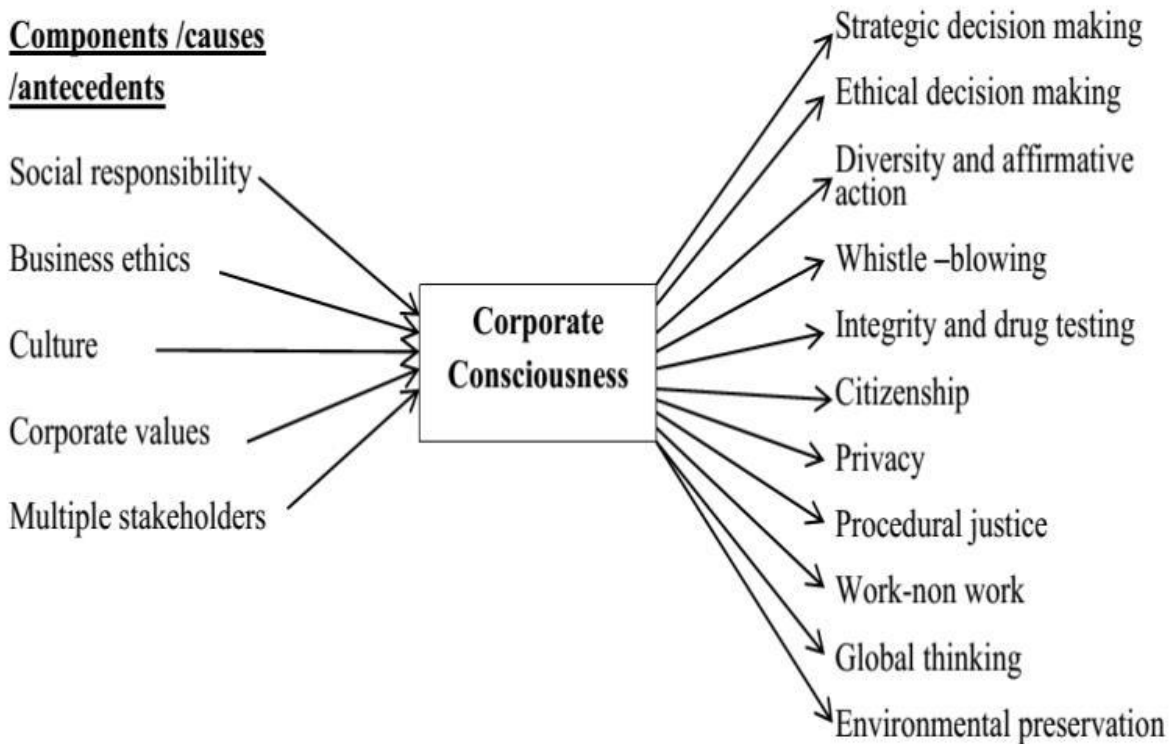 Components /causes
/antecedents
Social responsibility
Business ethics
Culture
Corporate values
Multiple stakeholders
Corporate
Consciousness
Strategic decision making
Ethical decision making
Diversity and affirmative
action
Whistle –blowing
Integrity and drug testing
Citizenship
Privacy
Procedural justice
Work-non work
Global thinking
Environmental preservation